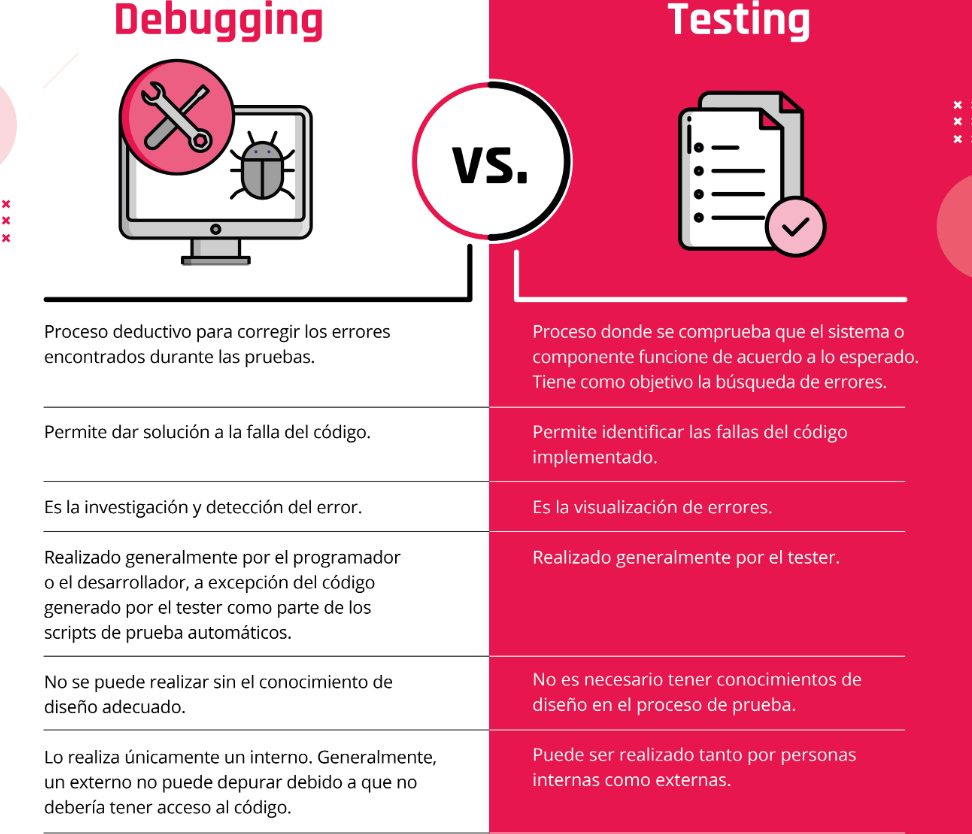 Debugging
Testing
VS.
Proceso deductivo para corregir los errores
encontrados durante las pruebas.
Proceso donde se comprueba que el sistema o
componente funcione de acuerdo a lo esperado.
Tiene como objetivo la búsqueda de errores.
Permite dar solución a la falla del código.
Permite identificar las fallas del código
implementado.
Es la investigación y detección del error.
Es la visualización de errores.
Realizado generalmente por el programador
o el desarrollador, a excepción del código
generado por el tester como parte de los
scripts de prueba automáticos.
Realizado generalmente por el tester.
No se puede realizar sin el conocimiento de
diseño adecuado.
No es necesario tener conocimientos de
diseño en el proceso de prueba.
Lo realiza únicamente un interno. Generalmente,
un externo no puede depurar debido a que no
debería tener acceso al código.
Puede ser realizado tanto por personas
internas como externas.